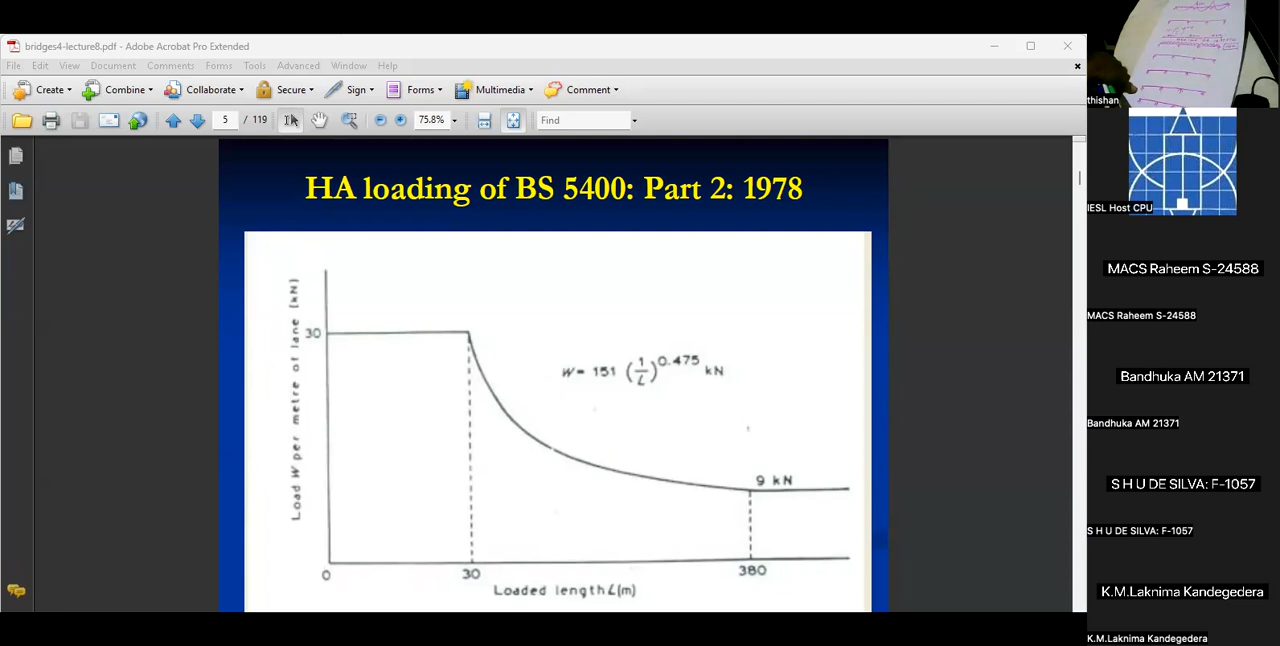 bridges4-lecture8.pdf - Adobe Acrobat Pro Extended
File Edit View Document Comments Forms Tools Advanced Window Help
Create Combine Collaborate Secure Sign Forms Multimedia Comment
5 / 119 75.8% Find
HA loading of BS 5400: Part 2: 1978
Load W per metre of lane (kN)
30
W = 151 (1/L)^0.475 kN
9 kN
0 30 380
Loaded length L(m)
thishan
IESL Host CPU
MACS Raheem S-24588
MACS Raheem S-24588
Bandhuka AM 21371
Bandhuka AM 21371
S H U DE SILVA: F-1057
S H U DE SILVA: F-1057
K.M.Laknima Kandegedera
K.M.Laknima Kandegedera